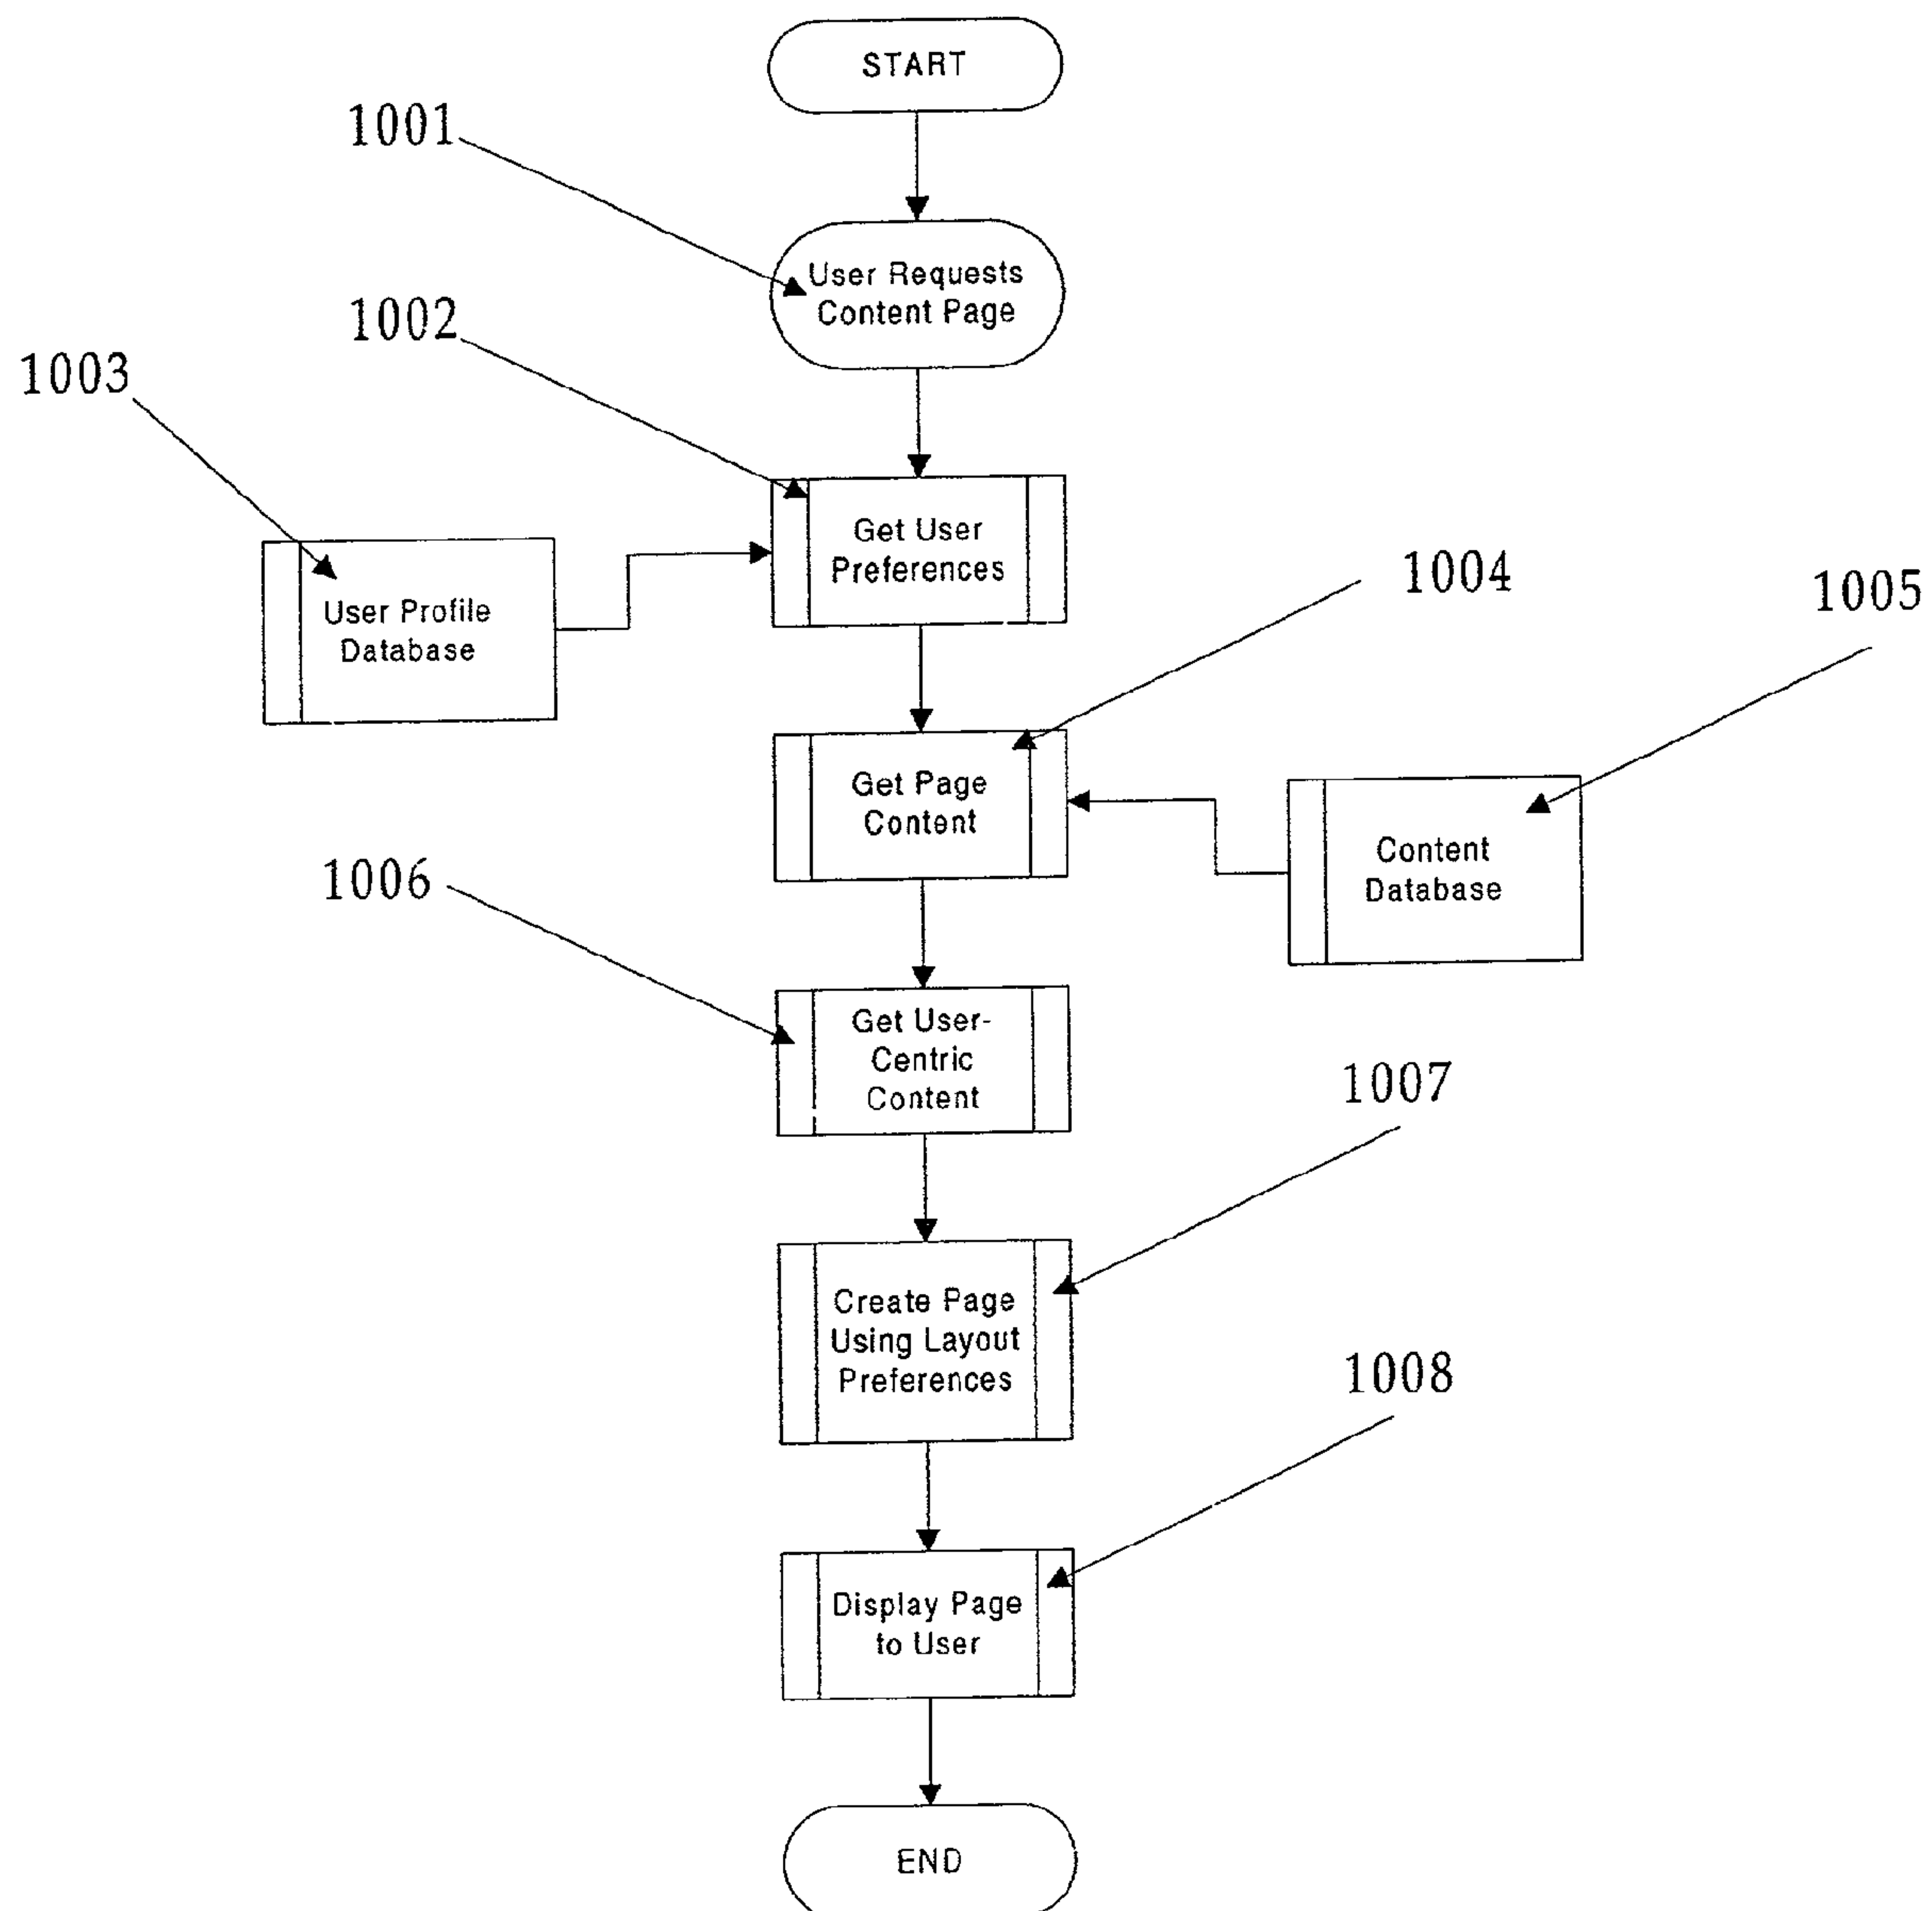 START
1001
User Requests
Content Page
1002
1003
Get User
Preferences
User Profile
Database
1004
1005
Get Page
Content
Content
Database
1006
Get User-
Centric
Content
1007
Create Page
Using Layout
Preferences
1008
Display Page
to User
END